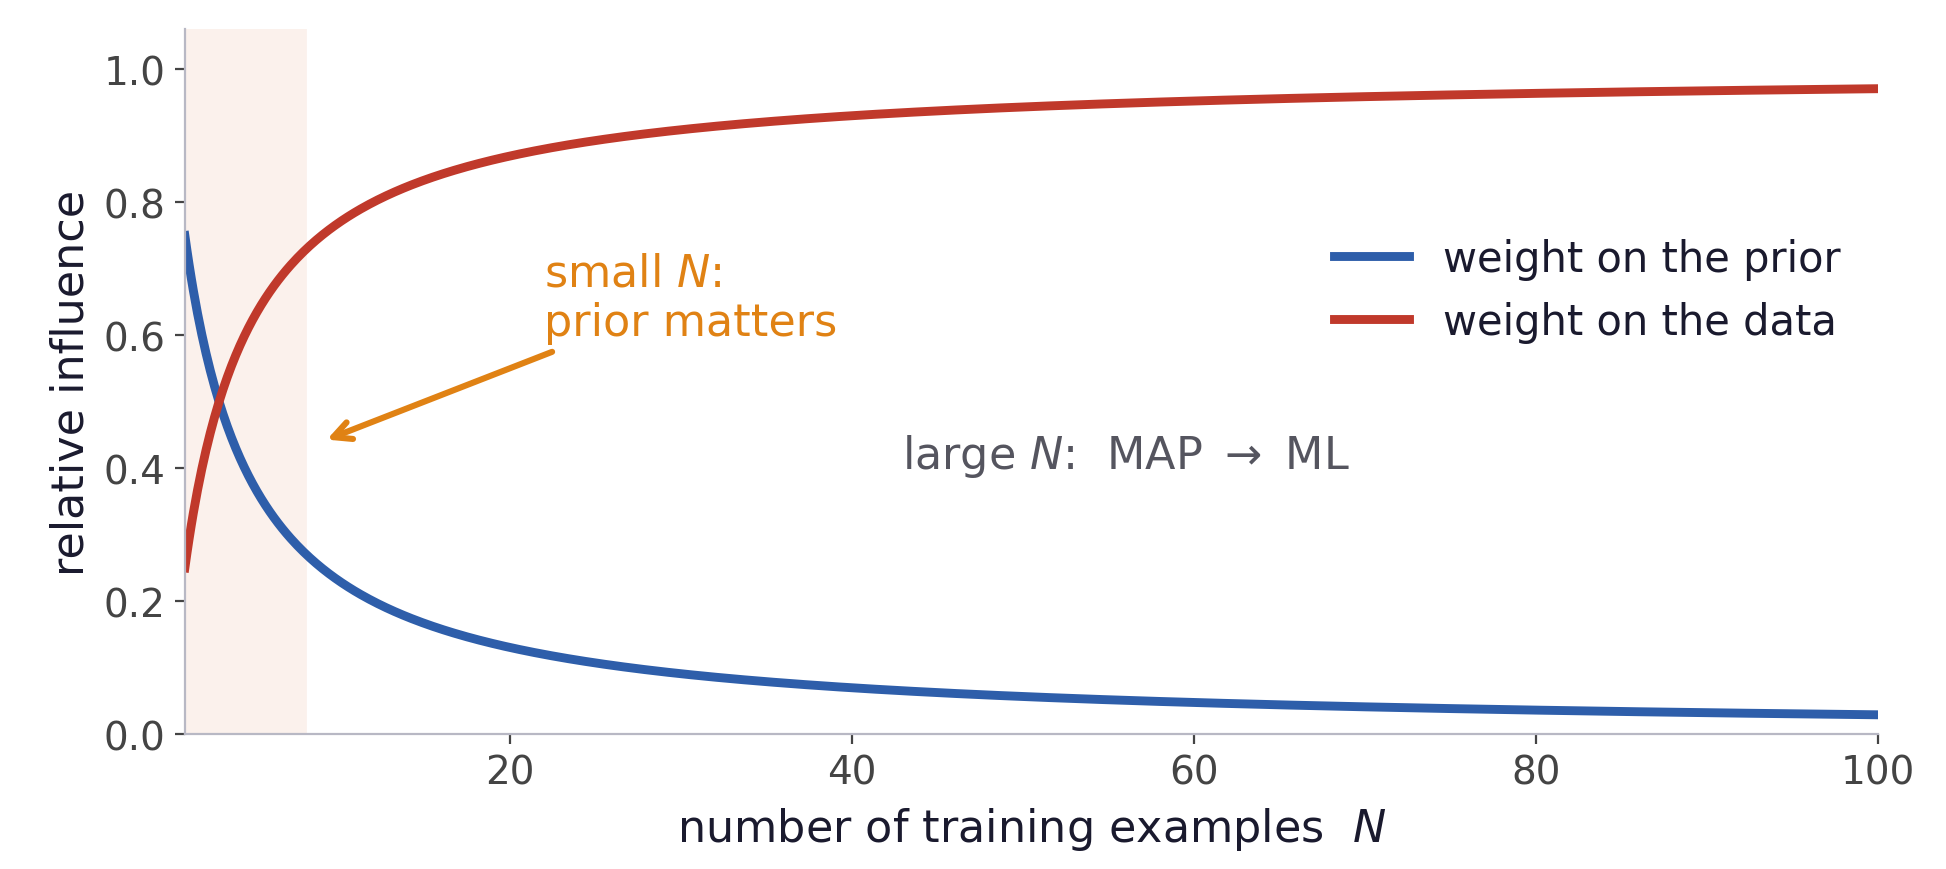 1.0
0.8
0.6
0.4
0.2
0.0
relative influence
small N:
prior matters
weight on the prior
weight on the data
large N: MAP → ML
20 40 60 80 100
number of training examples N